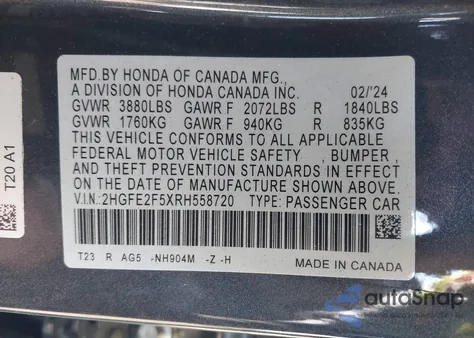 MFD.BY HONDA OF CANADA MFG.,
A DIVISION OF HONDA CANADA INC. 02/'24
GVWR 3880LBS GAWR F 2072LBS R 1840LBS
GVWR 1760KG GAWR F 940KG R 835KG
THIS VEHICLE CONFORMS TO ALL APPLICABLE
FEDERAL MOTOR VEHICLE SAFETY , BUMPER ,
AND THEFT PREVENTION STANDARDS IN EFFECT
ON THE DATE OF MANUFACTURE SHOWN ABOVE.
V.I.N:2HGFE2F5XRH558720 TYPE: PASSENGER CAR
T23 R AG5 -NH904M -Z -H
MADE IN CANADA
T20 A1
autoSnap